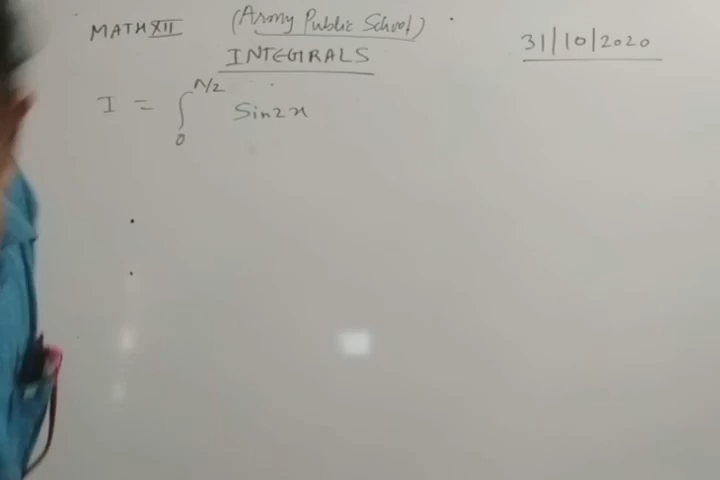 MATH XII (Army Public School) 31/10/2020
INTEGRALS
I = ∫₀^π/2 Sin2x